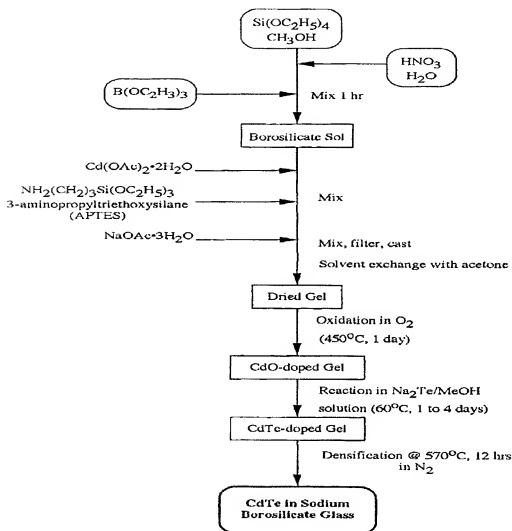 Si(OC2H5)4
CH3OH
HNO3
H2O
B(OC2H3)3
Mix 1 hr
Borosilicate Sol
Cd(OAc)2•2H2O
NH2(CH2)3Si(OC2H5)3
3-aminopropyltriethoxysilane
(APTES)
Mix
NaOAc•3H2O
Mix, filter, cast
Solvent exchange with acetone
Dried Gel
Oxidation in O2
(450°C, 1 day)
CdO-doped Gel
Reaction in Na2Te/MeOH
solution (60°C, 1 to 4 days)
CdTe-doped Gel
Densification @ 570°C, 12 hrs
in N2
CdTe in Sodium
Borosilicate Glass